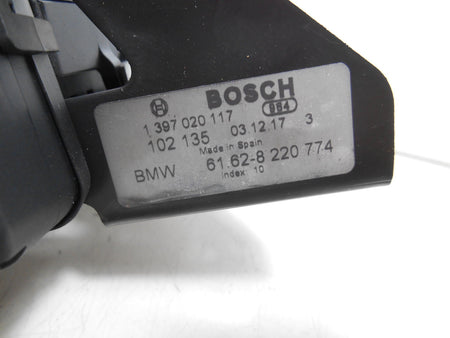 BOSCH
984
1 397 020 117
102 135 03.12.17 3
Made in Spain
BMW 61.62-8 220 774
Index 10